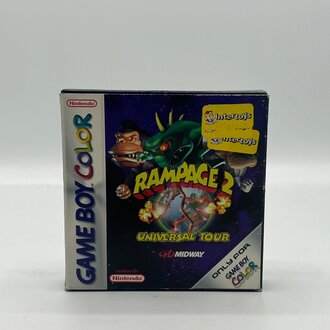 Nintendo
GAME BOY COLOR
Intertoys
Intertoys
RAMPAGE 2
UNIVERSAL TOUR
MIDWAY
Nintendo
ONLY FOR
GAME BOY
COLOR